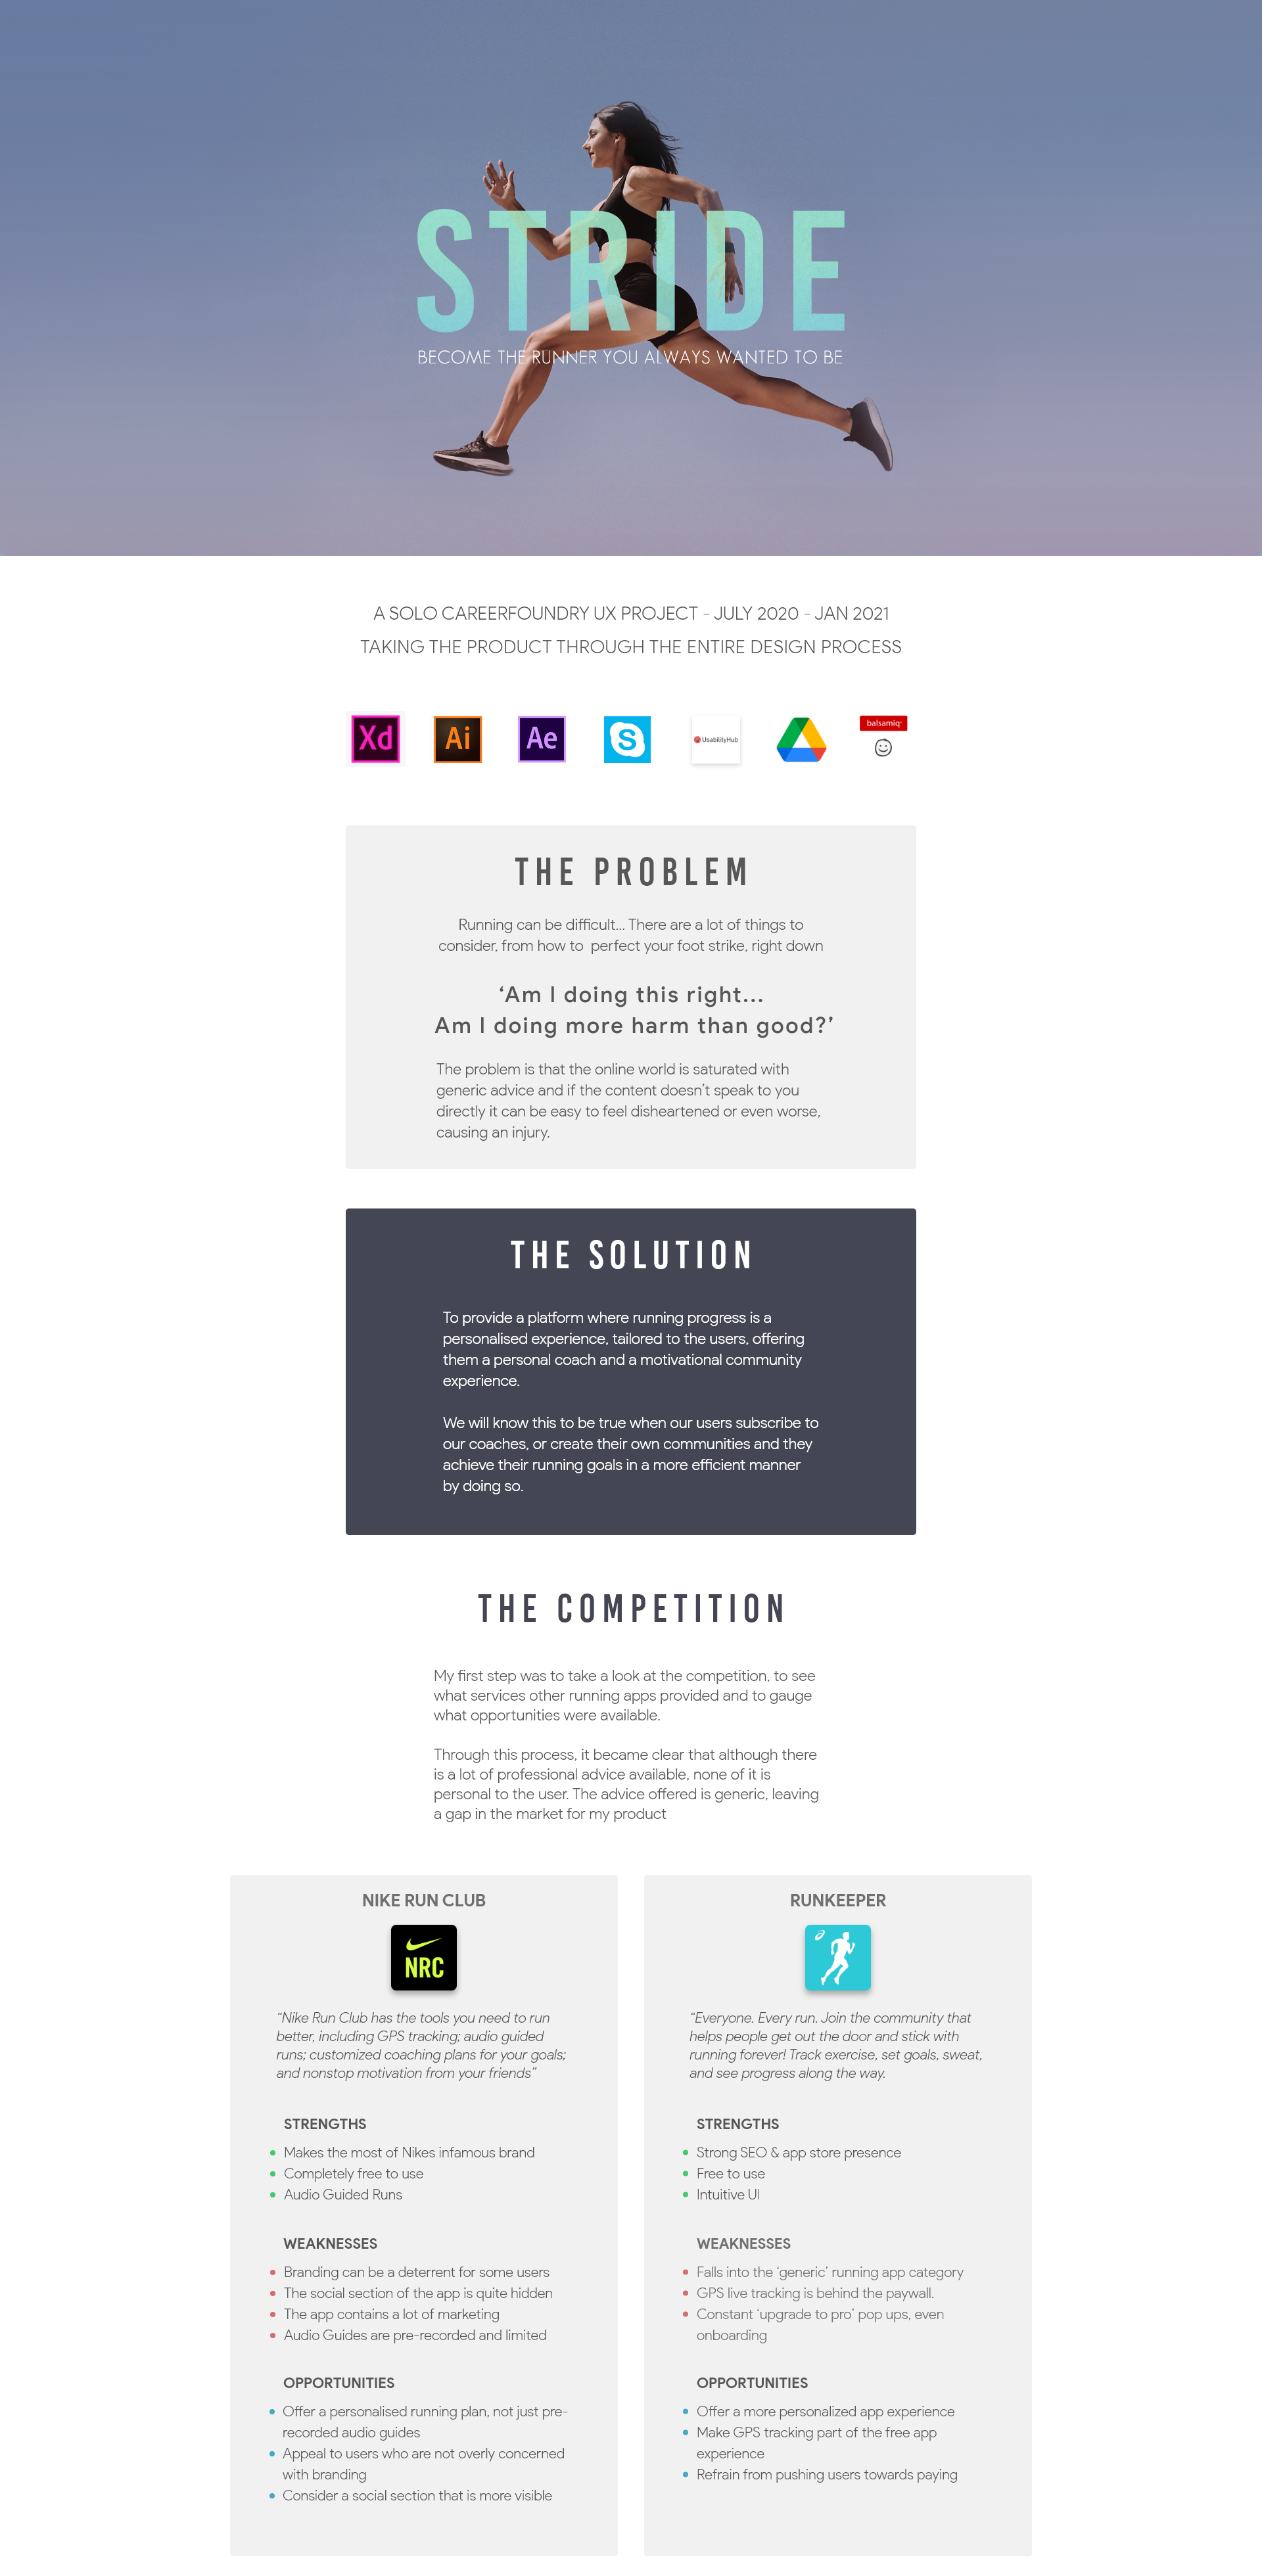 STRIDE
BECOME THE RUNNER YOU ALWAYS WANTED TO BE
A SOLO CAREERFOUNDRY UX PROJECT - JULY 2020 - JAN 2021
TAKING THE PRODUCT THROUGH THE ENTIRE DESIGN PROCESS
Xd
Ai
Ae
S
UsabilityHub
balsamiq
THE PROBLEM
Running can be difficult... There are a lot of things to
consider, from how to  perfect your foot strike, right down
‘Am I doing this right...
Am I doing more harm than good?’
The problem is that the online world is saturated with
generic advice and if the content doesn’t speak to you
directly it can be easy to feel disheartened or even worse,
causing an injury.
THE SOLUTION
To provide a platform where running progress is a
personalised experience, tailored to the users, offering
them a personal coach and a motivational community
experience.
We will know this to be true when our users subscribe to
our coaches, or create their own communities and they
achieve their running goals in a more efficient manner
by doing so.
THE COMPETITION
My first step was to take a look at the competition, to see
what services other running apps provided and to gauge
what opportunities were available.
Through this process, it became clear that although there
is a lot of professional advice available, none of it is
personal to the user. The advice offered is generic, leaving
a gap in the market for my product
NIKE RUN CLUB
NRC
“Nike Run Club has the tools you need to run
better, including GPS tracking; audio guided
runs; customized coaching plans for your goals;
and nonstop motivation from your friends”
STRENGTHS
Makes the most of Nikes infamous brand
Completely free to use
Audio Guided Runs
WEAKNESSES
Branding can be a deterrent for some users
The social section of the app is quite hidden
The app contains a lot of marketing
Audio Guides are pre-recorded and limited
OPPORTUNITIES
Offer a personalised running plan, not just pre-
recorded audio guides
Appeal to users who are not overly concerned
with branding
Consider a social section that is more visible
RUNKEEPER
“Everyone. Every run. Join the community that
helps people get out the door and stick with
running forever! Track exercise, set goals, sweat,
and see progress along the way.
STRENGTHS
Strong SEO & app store presence
Free to use
Intuitive UI
WEAKNESSES
Falls into the ‘generic’ running app category
GPS live tracking is behind the paywall.
Constant ‘upgrade to pro’ pop ups, even
onboarding
OPPORTUNITIES
Offer a more personalized app experience
Make GPS tracking part of the free app
experience
Refrain from pushing users towards paying